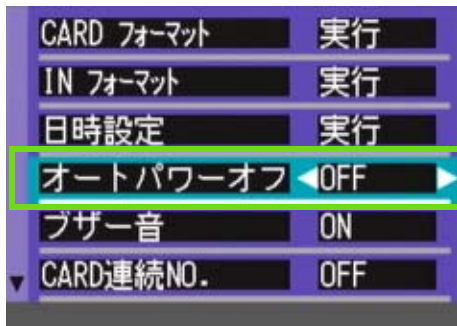 CARD フォーマット 実行
IN フォーマット 実行
日時設定 実行
オートパワーオフ ◀OFF ▶
ブザー音 ON
▼ CARD連続NO. OFF